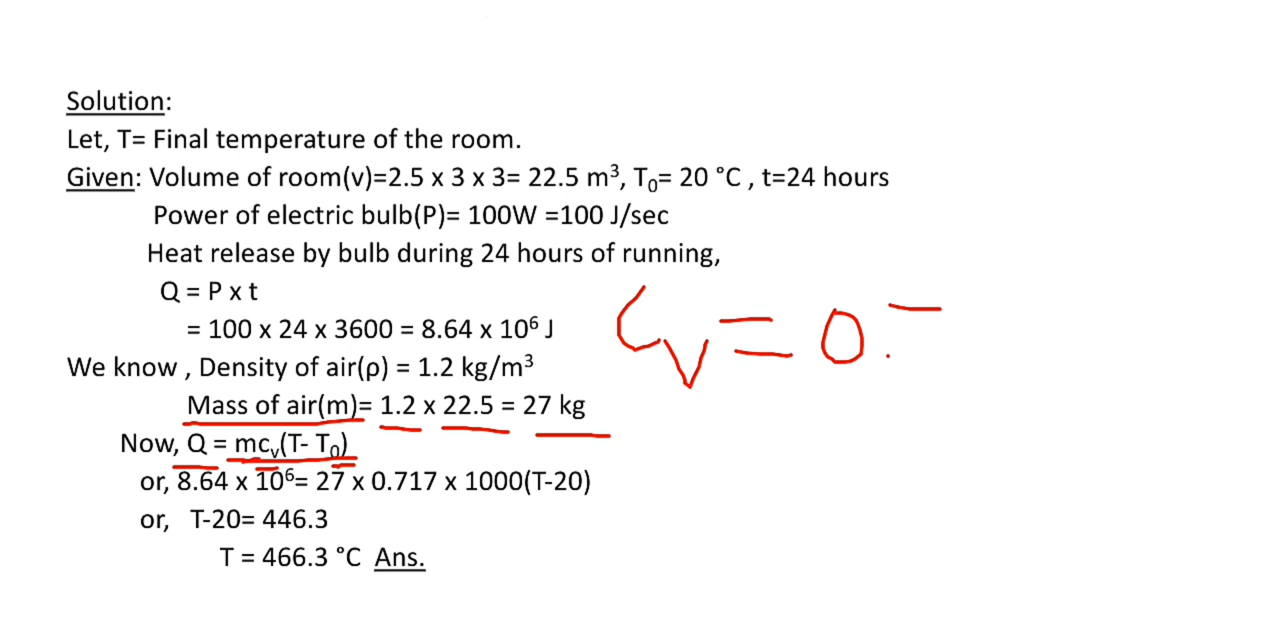 Solution:
Let, T= Final temperature of the room.
Given: Volume of room(v)=2.5 x 3 x 3= 22.5 m³, T₀= 20 °C , t=24 hours
Power of electric bulb(P)= 100W =100 J/sec
Heat release by bulb during 24 hours of running,
Q = P x t
= 100 x 24 x 3600 = 8.64 x 10⁶ J
We know , Density of air(ρ) = 1.2 kg/m³
Mass of air(m)= 1.2 x 22.5 = 27 kg
Now, Q = mcᵥ(T- T₀)
or, 8.64 x 10⁶= 27 x 0.717 x 1000(T-20)
or, T-20= 446.3
T = 466.3 °C Ans.
Cᵥ = 0.